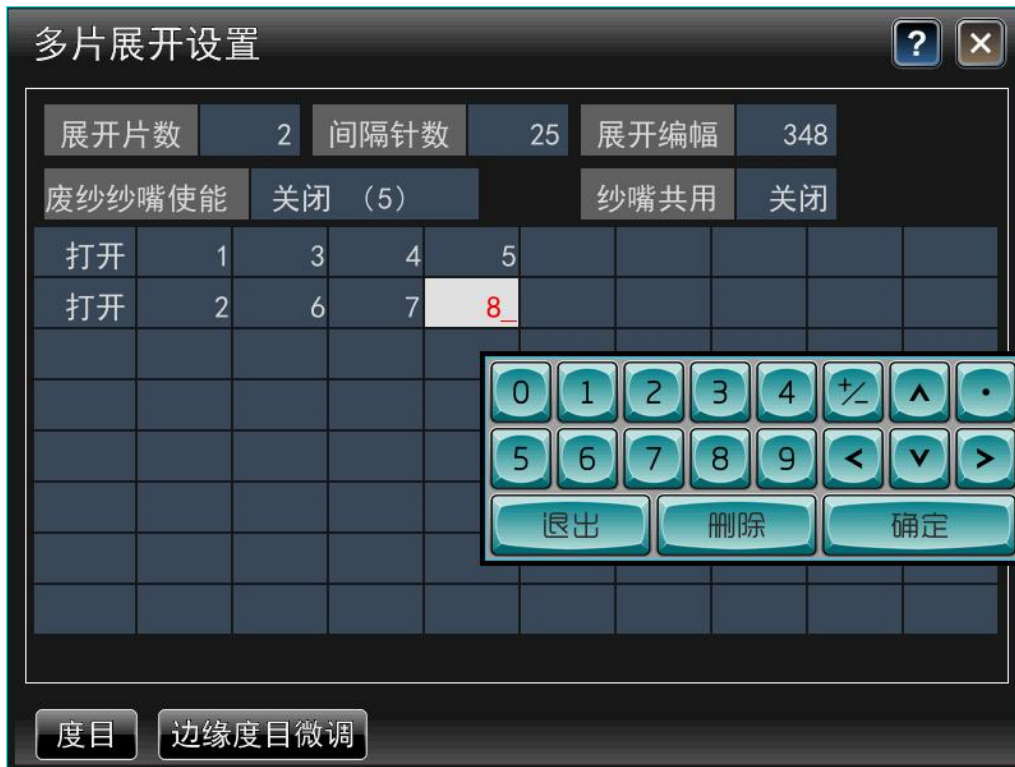 多片展开设置 ? ×
展开片数 2 间隔针数 25 展开编幅 348
废纱纱嘴使能 关闭 （5） 纱嘴共用 关闭
打开 1 3 4 5
打开 2 6 7 8_
0 1 2 3 4 +/- ∧ ·
5 6 7 8 9 < ∨ >
退出 删除 确定
度目 边缘度目微调